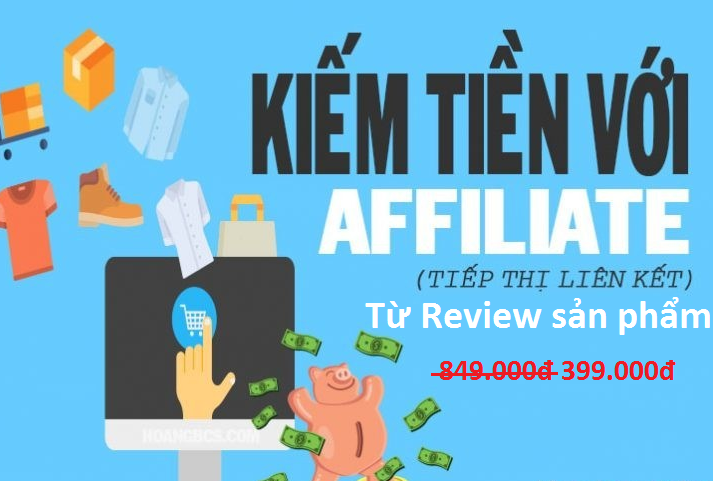 KIẾM TIỀN VỚI
AFFILIATE
(TIẾP THỊ LIÊN KẾT)
Từ Review sản phẩm
849.000đ 399.000đ
HOANGBCS.COM